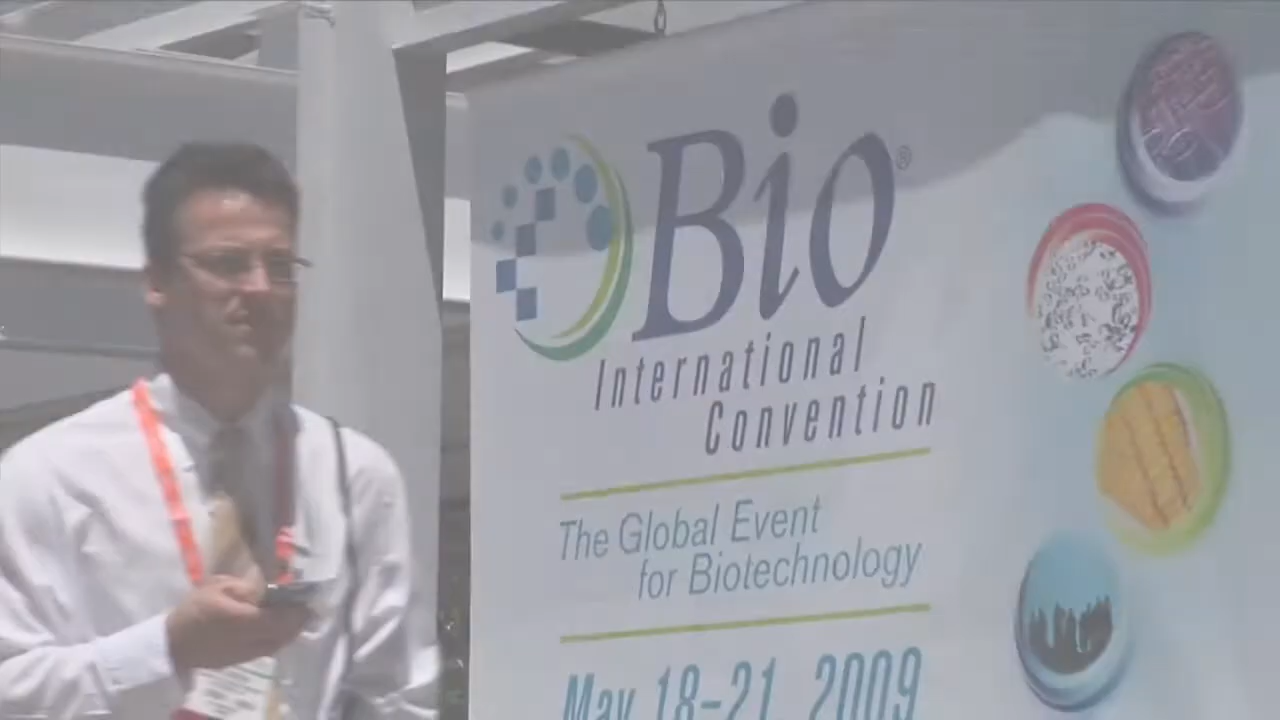 Bio®
International
Convention
The Global Event
for Biotechnology
May 18-21, 2009